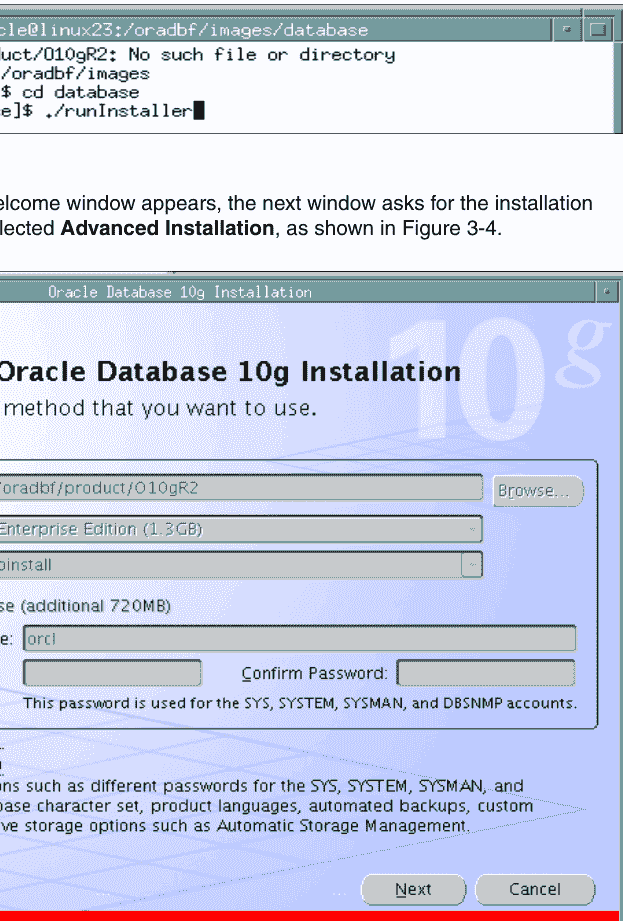 cle@linux23:/oradbf/images/database
uct/O10gR2: No such file or directory
/oradbf/images
$ cd database
e]$ ./runInstaller
elcome window appears, the next window asks for the installation
lected Advanced Installation, as shown in Figure 3-4.
Oracle Database 10g Installation
10g
Oracle Database 10g Installation
method that you want to use.
/oradbf/product/O10gR2 Browse...
Enterprise Edition (1.3GB)
oinstall
se (additional 720MB)
e: orcl
Confirm Password:
This password is used for the SYS, SYSTEM, SYSMAN, and DBSNMP accounts.
ns such as different passwords for the SYS, SYSTEM, SYSMAN, and
base character set, product languages, automated backups, custom
ve storage options such as Automatic Storage Management.
Next Cancel